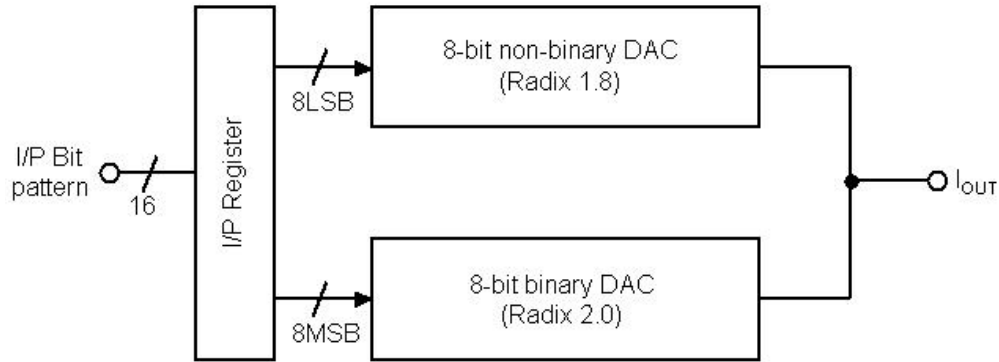 8-bit non-binary DAC
(Radix 1.8)
8LSB
I/P Register
I/P Bit
pattern
16
I_OUT
8-bit binary DAC
(Radix 2.0)
8MSB